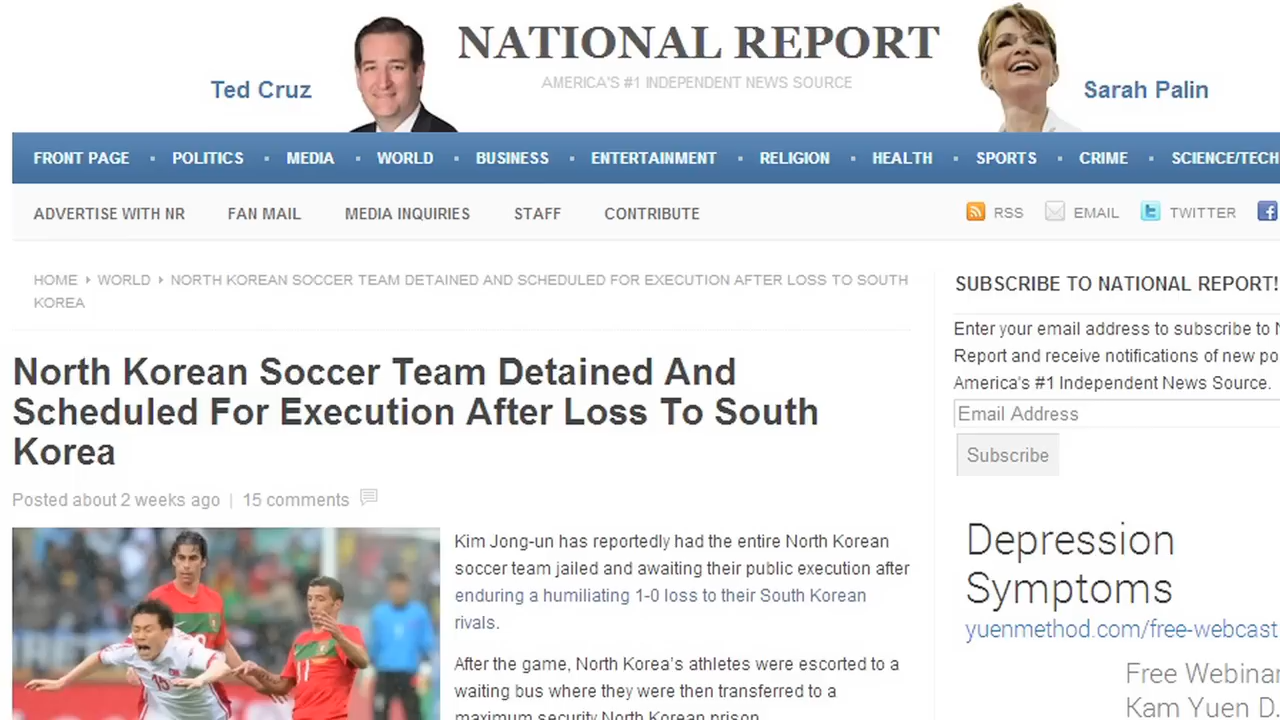 NATIONAL REPORT
AMERICA'S #1 INDEPENDENT NEWS SOURCE
Ted Cruz
Sarah Palin
FRONT PAGE POLITICS MEDIA WORLD BUSINESS ENTERTAINMENT RELIGION HEALTH SPORTS CRIME SCIENCE/TECH
ADVERTISE WITH NR FAN MAIL MEDIA INQUIRIES STAFF CONTRIBUTE RSS EMAIL TWITTER
HOME WORLD NORTH KOREAN SOCCER TEAM DETAINED AND SCHEDULED FOR EXECUTION AFTER LOSS TO SOUTH
KOREA
North Korean Soccer Team Detained And
Scheduled For Execution After Loss To South
Korea
Posted about 2 weeks ago | 15 comments
Kim Jong-un has reportedly had the entire North Korean
soccer team jailed and awaiting their public execution after
enduring a humiliating 1-0 loss to their South Korean
rivals.
After the game, North Korea's athletes were escorted to a
waiting bus where they were then transferred to a
maximum security North Korean prison.
SUBSCRIBE TO NATIONAL REPORT!
Enter your email address to subscribe to
Report and receive notifications of new
America's #1 Independent News Source.
Email Address
Subscribe
Depression
Symptoms
yuenmethod.com/free-webcast
Free Webinar
Kam Yuen D.